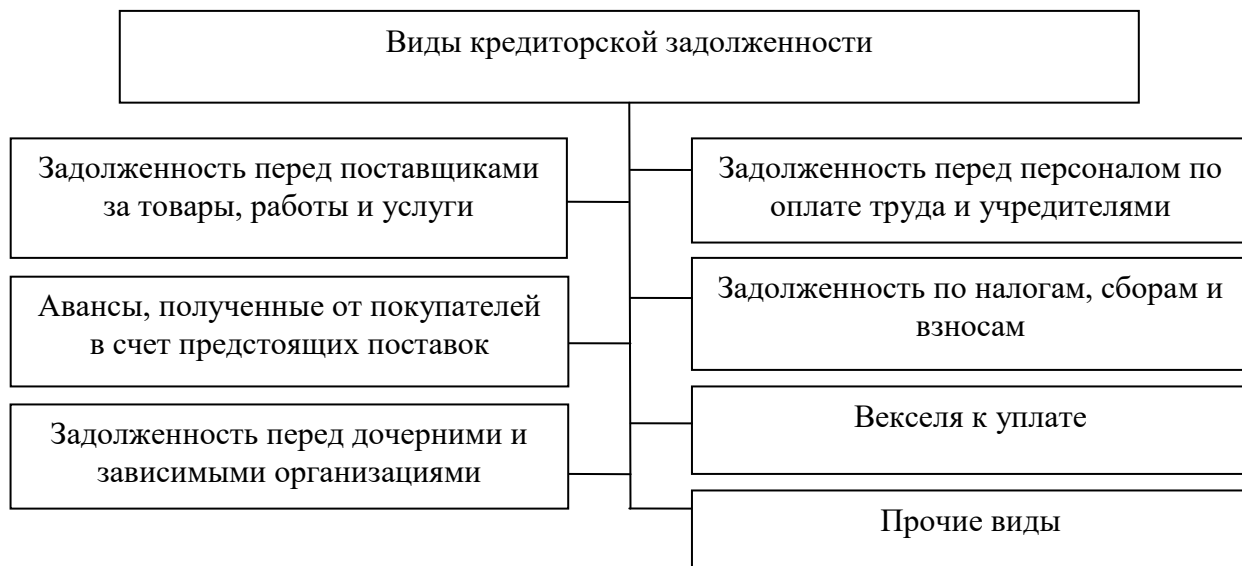 Виды кредиторской задолженности
Задолженность перед поставщиками
за товары, работы и услуги
Авансы, полученные от покупателей
в счет предстоящих поставок
Задолженность перед дочерними и
зависимыми организациями
Задолженность перед персоналом по
оплате труда и учредителями
Задолженность по налогам, сборам и
взносам
Векселя к уплате
Прочие виды